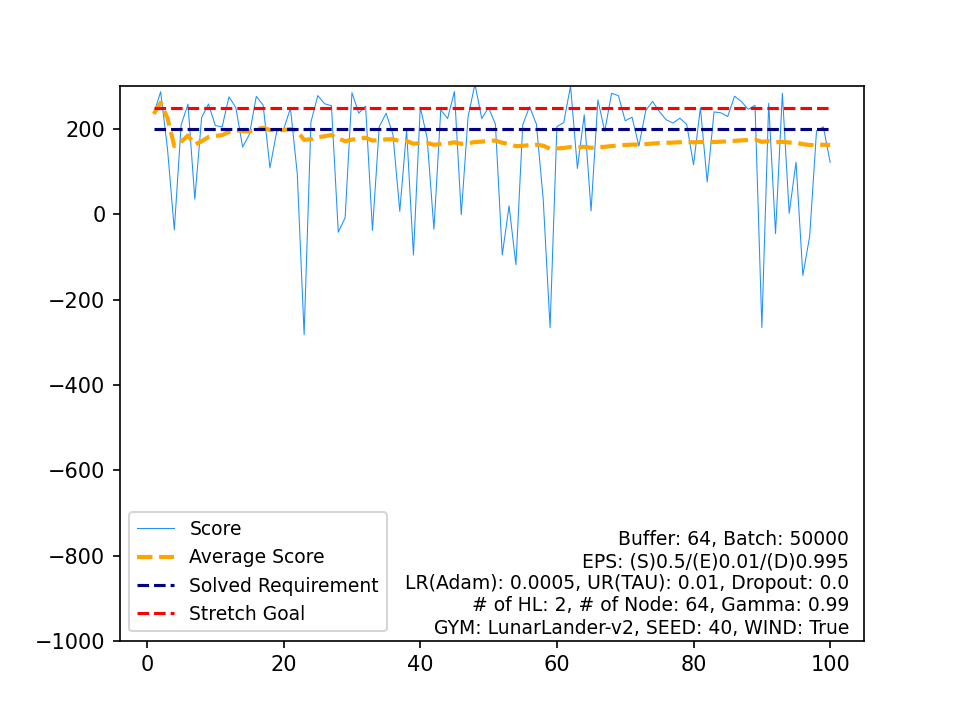 200
0
−200
−400
−600
−800
−1000
0
20
40
60
80
100
Score
Average Score
Solved Requirement
Stretch Goal
Buffer: 64, Batch: 50000
EPS: (S)0.5/(E)0.01/(D)0.995
LR(Adam): 0.0005, UR(TAU): 0.01, Dropout: 0.0
# of HL: 2, # of Node: 64, Gamma: 0.99
GYM: LunarLander-v2, SEED: 40, WIND: True